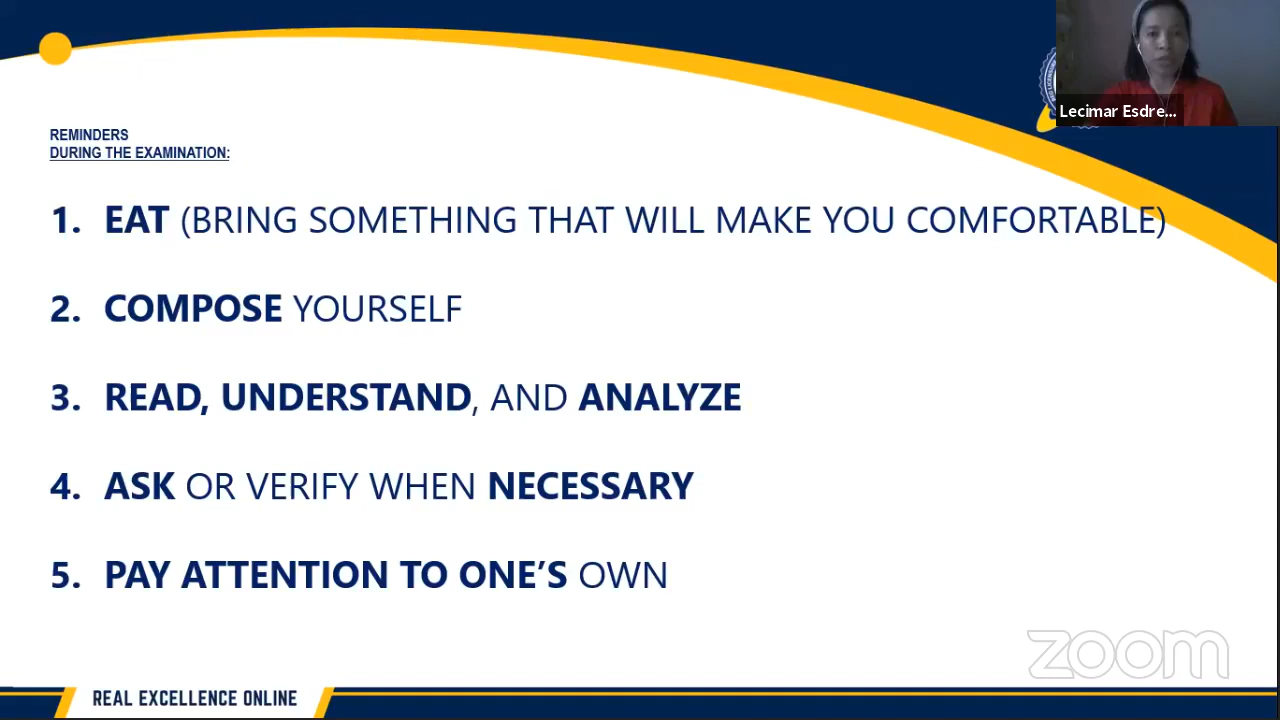 Lecimar Esdre...
REMINDERS
DURING THE EXAMINATION:
1. EAT (BRING SOMETHING THAT WILL MAKE YOU COMFORTABLE)
2. COMPOSE YOURSELF
3. READ, UNDERSTAND, AND ANALYZE
4. ASK OR VERIFY WHEN NECESSARY
5. PAY ATTENTION TO ONE'S OWN
zoom
REAL EXCELLENCE ONLINE